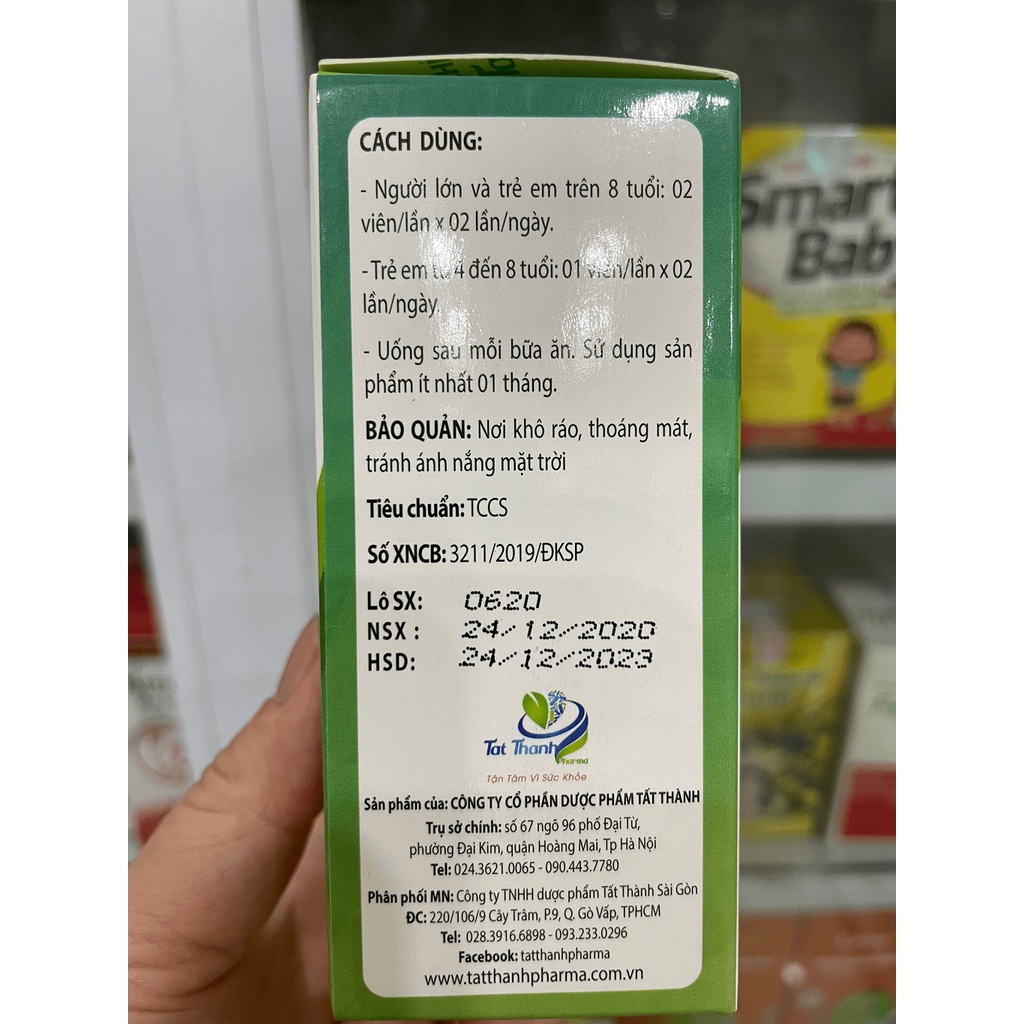 CÁCH DÙNG:
- Người lớn và trẻ em trên 8 tuổi: 02
viên/lần x 02 lần/ngày.
- Trẻ em từ 4 đến 8 tuổi: 01 viên/lần x 02
lần/ngày.
- Uống sau mỗi bữa ăn. Sử dụng sản
phẩm ít nhất 01 tháng.
BẢO QUẢN: Nơi khô ráo, thoáng mát,
tránh ánh nắng mặt trời
Tiêu chuẩn: TCCS
Số XNCB: 3211/2019/ĐKSP
Lô SX: 0620
NSX : 24/12/2020
HSD: 24/12/2023
Tat Thanh
Pharma
Tận Tâm Vì Sức Khỏe
Sản phẩm của: CÔNG TY CỔ PHẦN DƯỢC PHẨM TẤT THÀNH
Trụ sở chính: số 67 ngõ 96 phố Đại Từ,
phường Đại Kim, quận Hoàng Mai, Tp Hà Nội
Tel: 024.3621.0065 - 090.443.7780
Phân phối MN: Công ty TNHH dược phẩm Tất Thành Sài Gòn
ĐC: 220/106/9 Cây Trâm, P.9, Q. Gò Vấp, TPHCM
Tel: 028.3916.6898 - 093.233.0296
Facebook: tatthanhpharma
www.tatthanhpharma.com.vn
Smart
Bab